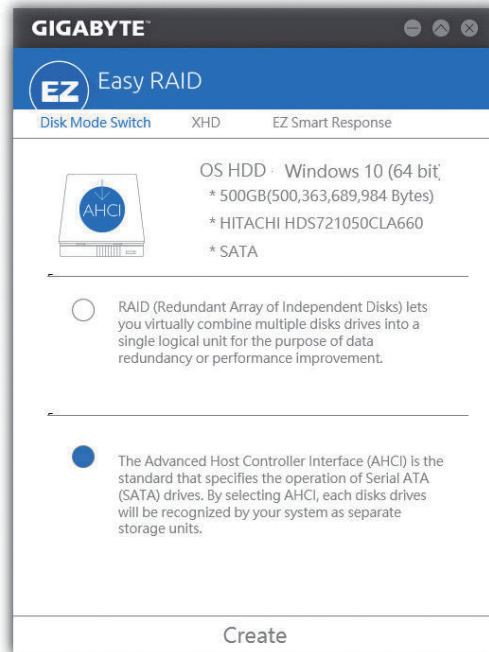 GIGABYTE™
EZ Easy RAID
Disk Mode Switch XHD EZ Smart Response
OS HDD · Windows 10 (64 bit
* 500GB(500,363,689,984 Bytes)
AHCI
* HITACHI HDS721050CLA660
* SATA
RAID (Redundant Array of Independent Disks) lets
you virtually combine multiple disks drives into a
single logical unit for the purpose of data
redundancy or performance improvement.
The Advanced Host Controller Interface (AHCI) is the
standard that specifies the operation of Serial ATA
(SATA) drives. By selecting AHCI, each disks drives
will be recognized by your system as separate
storage units.
Create